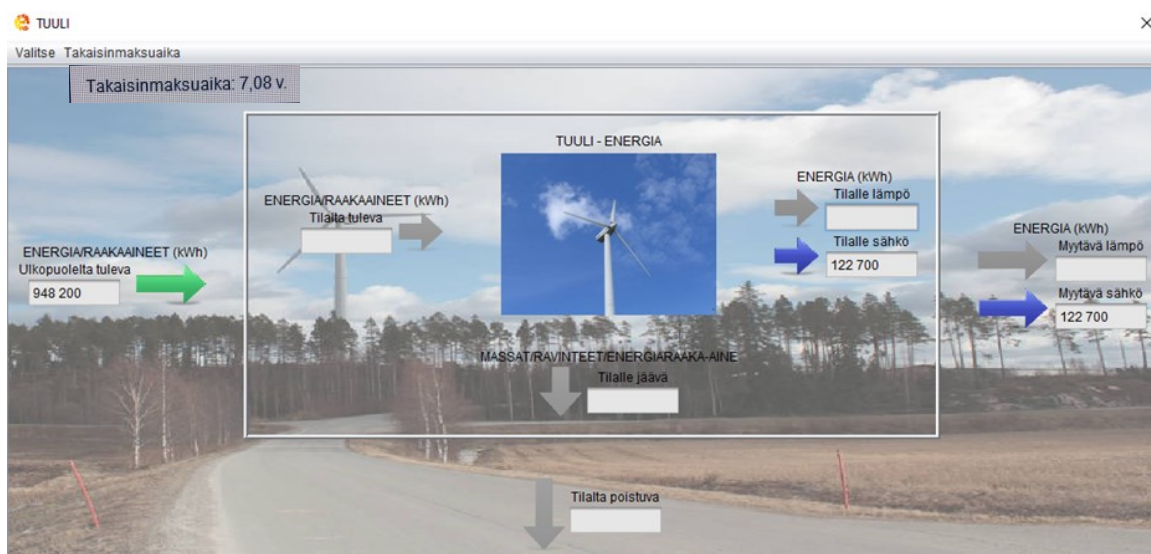 TUULI
Valitse Takaisinmaksuaika
Takaisinmaksuaika: 7,08 v.
TUULI - ENERGIA
ENERGIA/RAAKAAINEET (kWh)
Tilalta tuleva
ENERGIA (kWh)
Tilalle lämpö
Tilalle sähkö
122 700
ENERGIA/RAAKAAINEET (kWh)
Ulkopuolelta tuleva
948 200
ENERGIA (kWh)
Myytävä lämpö
Myytävä sähkö
122 700
MASSAT/RAVINTEET/ENERGIARAAKA-AINE
Tilalle jäävä
Tilalta poistuva